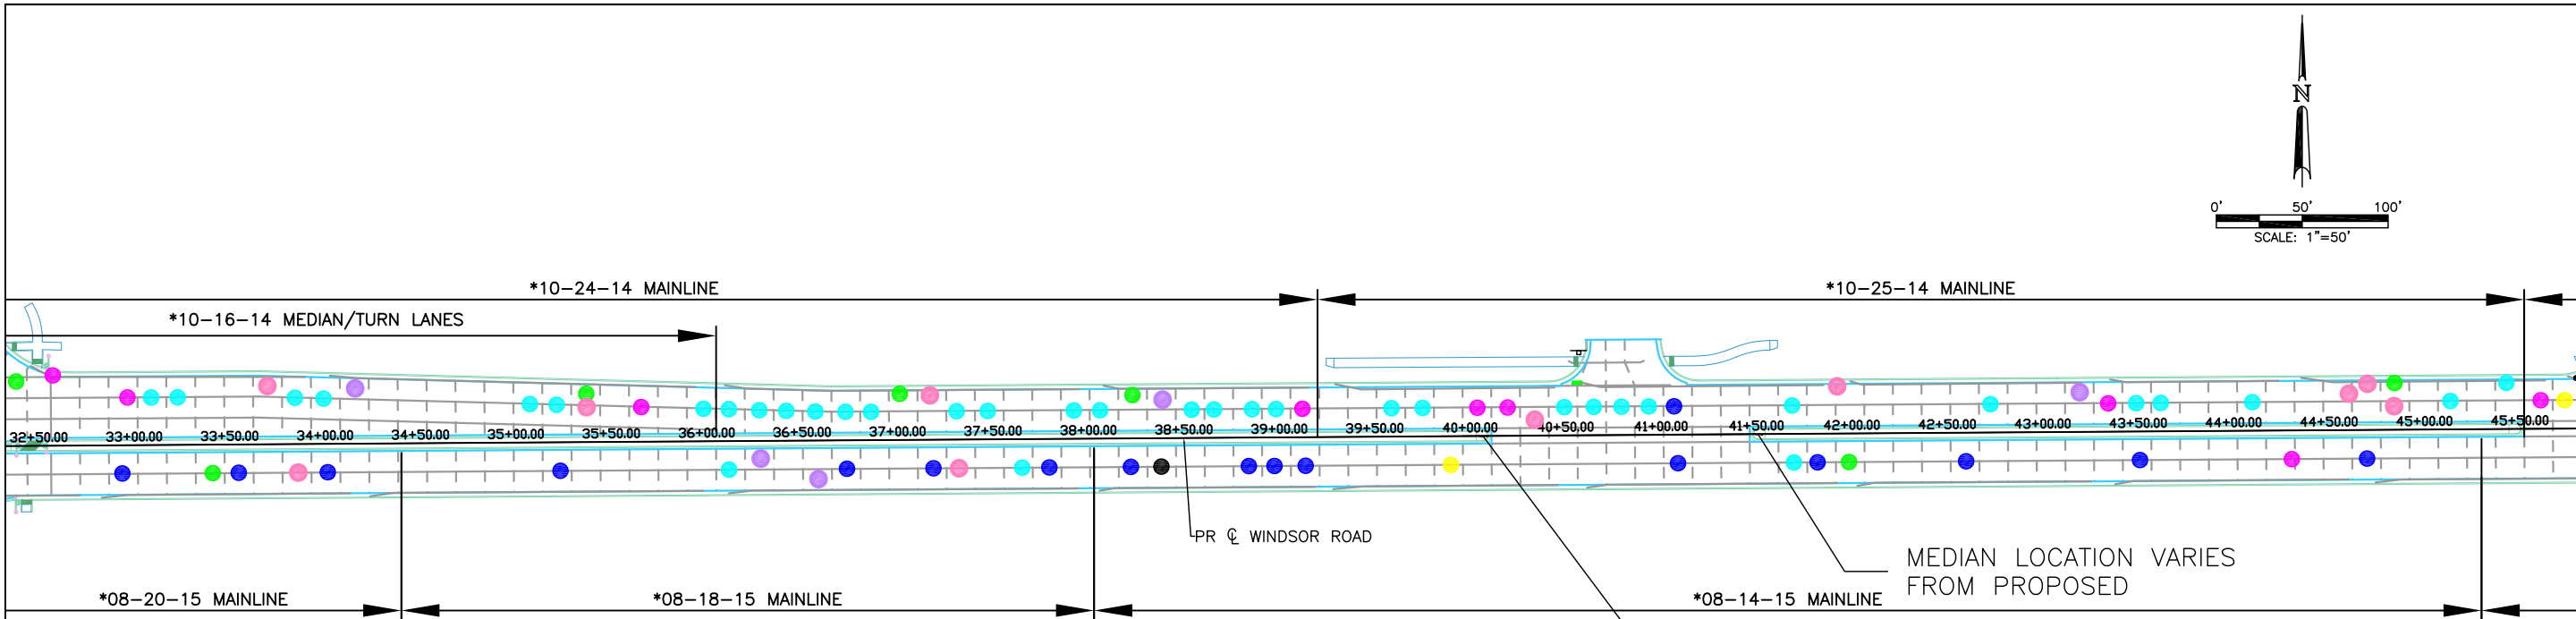 N
0' 50' 100'
SCALE: 1"=50'
*10-24-14 MAINLINE
*10-25-14 MAINLINE
*10-16-14 MEDIAN/TURN LANES
32+50.00 33+00.00 33+50.00 34+00.00 34+50.00 35+00.00 35+50.00 36+00.00 36+50.00 37+00.00 37+50.00 38+00.00 38+50.00 39+00.00 39+50.00 40+00.00 40+50.00 41+00.00 41+50.00 42+00.00 42+50.00 43+00.00 43+50.00 44+00.00 44+50.00 45+00.00 45+50.00
PR ℄ WINDSOR ROAD
MEDIAN LOCATION VARIES
FROM PROPOSED
*08-20-15 MAINLINE
*08-18-15 MAINLINE
*08-14-15 MAINLINE